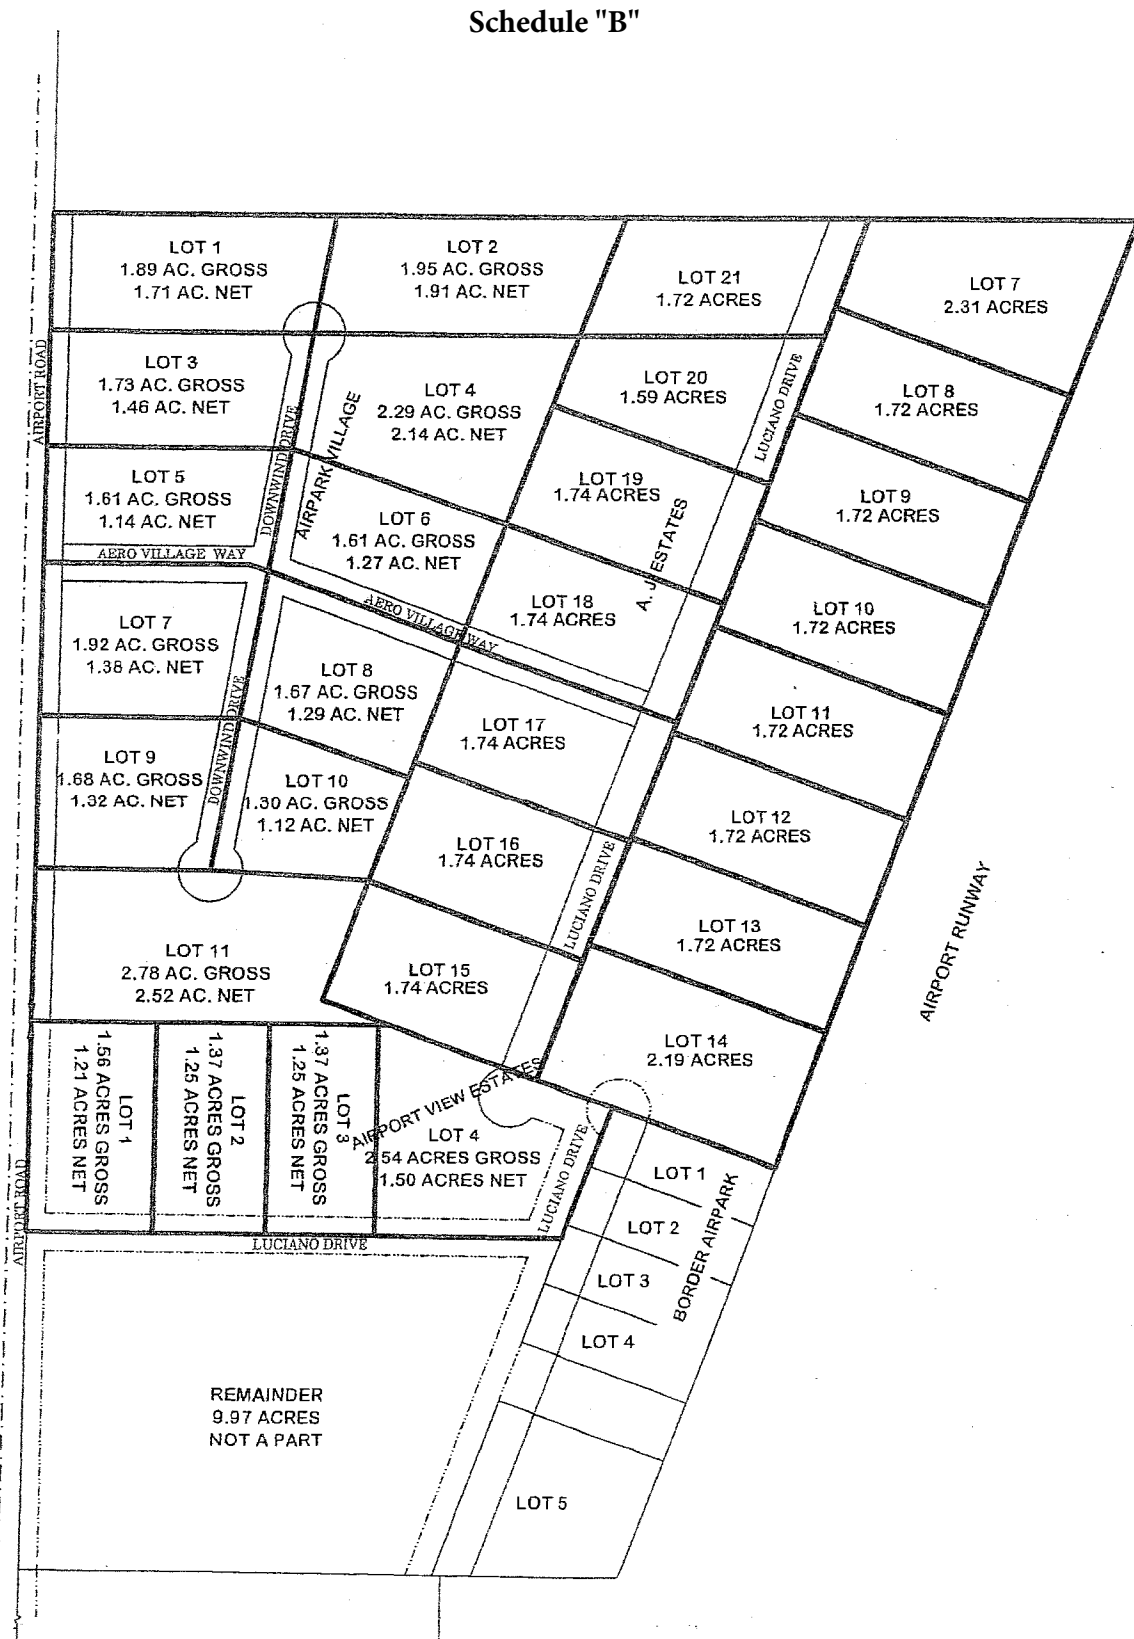 Schedule "B"
LOT 1
1.89 AC. GROSS
1.71 AC. NET
LOT 2
1.95 AC. GROSS
1.91 AC. NET
LOT 21
1.72 ACRES
LOT 7
2.31 ACRES
AIRPORT ROAD
LOT 3
1.73 AC. GROSS
1.46 AC. NET
DOWNWIND DRIVE
AIRPARK VILLAGE
LOT 4
2.29 AC. GROSS
2.14 AC. NET
LOT 20
1.59 ACRES
LUCIANO DRIVE
LOT 8
1.72 ACRES
LOT 5
1.61 AC. GROSS
1.14 AC. NET
AERO VILLAGE WAY
LOT 6
1.61 AC. GROSS
1.27 AC. NET
LOT 19
1.74 ACRES
A. J. ESTATES
LOT 9
1.72 ACRES
LOT 7
1.92 AC. GROSS
1.38 AC. NET
AERO VILLAGE WAY
LOT 18
1.74 ACRES
LOT 10
1.72 ACRES
LOT 8
1.67 AC. GROSS
1.29 AC. NET
DOWNWIND DRIVE
LOT 17
1.74 ACRES
LOT 11
1.72 ACRES
LOT 9
1.68 AC. GROSS
1.32 AC. NET
LOT 10
1.30 AC. GROSS
1.12 AC. NET
LOT 16
1.74 ACRES
LOT 12
1.72 ACRES
LUCIANO DRIVE
AIRPORT RUNWAY
LOT 11
2.78 AC. GROSS
2.52 AC. NET
LOT 15
1.74 ACRES
LOT 13
1.72 ACRES
LOT 14
2.19 ACRES
LOT 1
1.56 ACRES GROSS
1.21 ACRES NET
LOT 2
1.37 ACRES GROSS
1.25 ACRES NET
LOT 3
1.37 ACRES GROSS
1.25 ACRES NET
AIRPORT VIEW ESTATES
LOT 4
2.54 ACRES GROSS
1.50 ACRES NET
LUCIANO DRIVE
AIRPORT ROAD
LUCIANO DRIVE
LOT 1
LOT 2
LOT 3
LOT 4
BORDER AIRPARK
REMAINDER
9.97 ACRES
NOT A PART
LOT 5